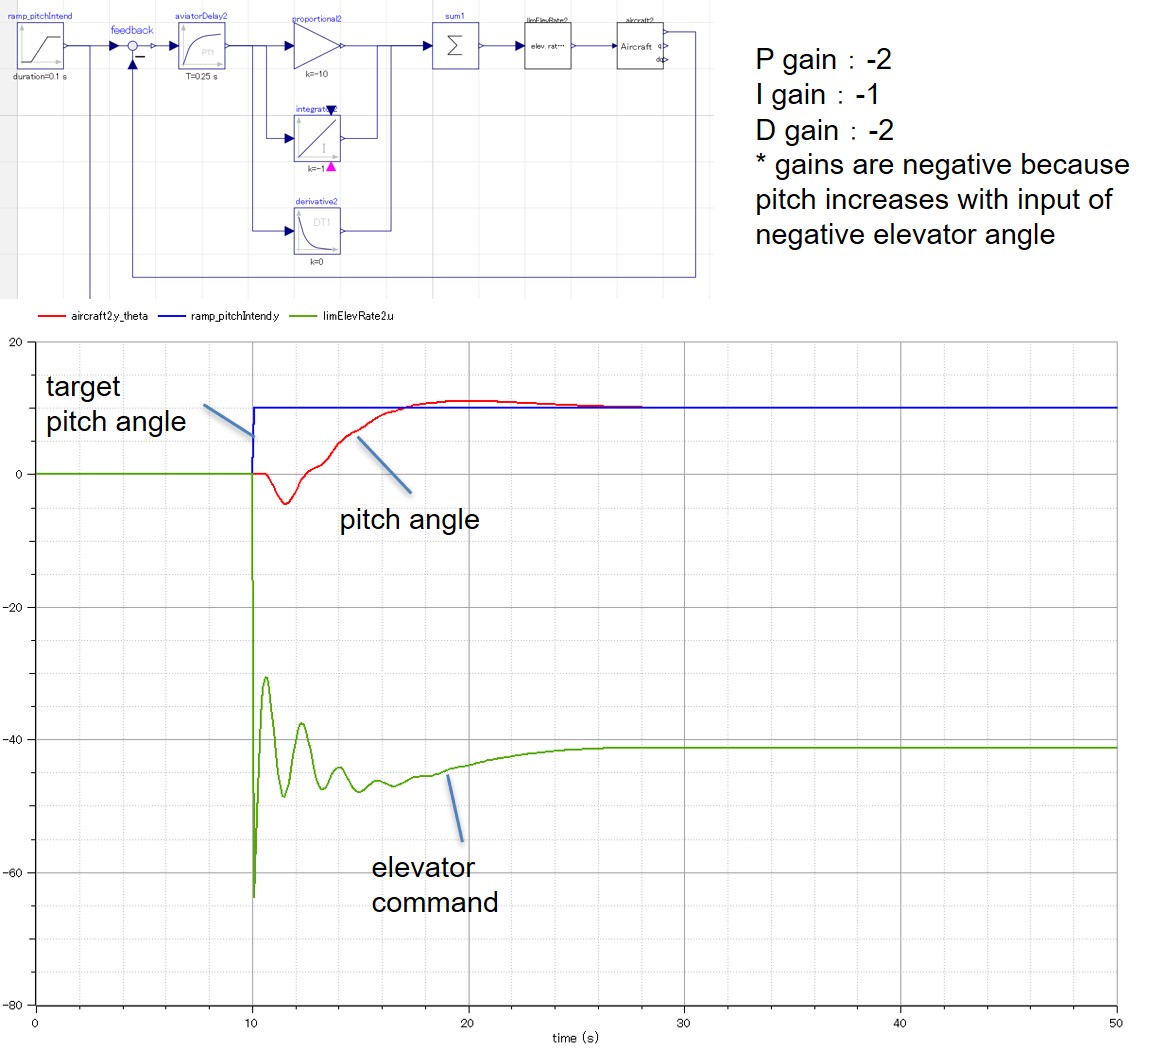 ramp_pitchIntend
feedback
aviatorDelay2
proportional2
sum1
limElevRate2
aircraft2
PT1
elev. rat...
Aircraft
q
dq
duration=0.1 s
T=0.25 s
k=-10
integrator2
I
k=-1
derivative2
DT1
k=0
P gain : -2
I gain : -1
D gain : -2
* gains are negative because
pitch increases with input of
negative elevator angle
aircraft2.y_theta
ramp_pitchIntend.y
limElevRate2.u
20
0
-20
-40
-60
-80
target
pitch angle
pitch angle
elevator
command
0
10
20
30
40
50
time (s)